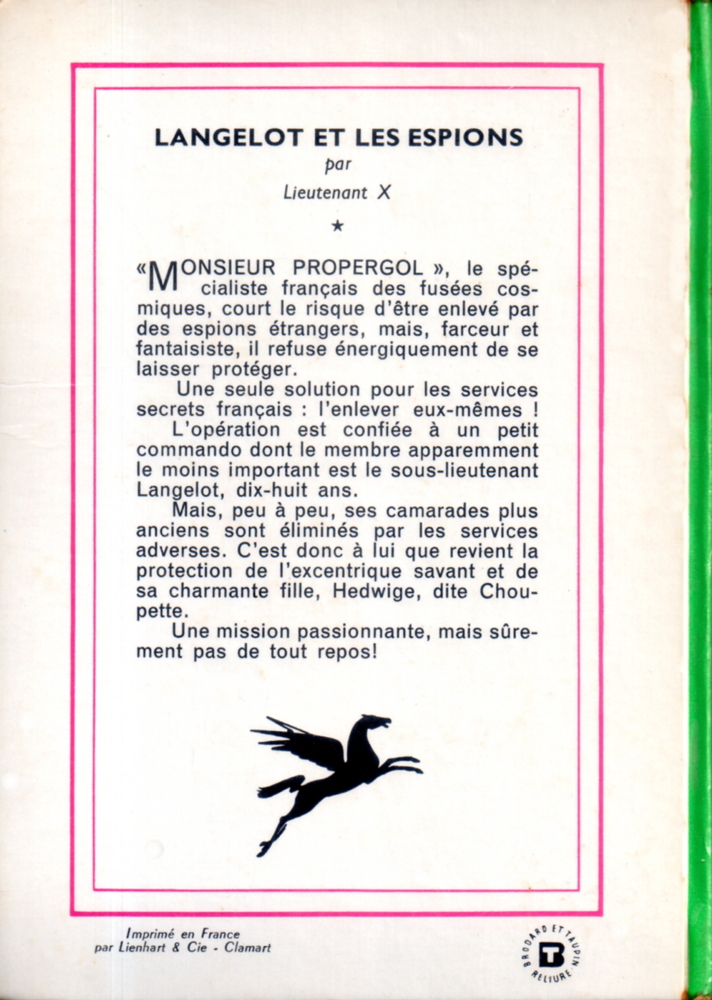 LANGELOT ET LES ESPIONS
par
Lieutenant X
★
« MONSIEUR PROPERGOL », le spé-
cialiste français des fusées cos-
miques, court le risque d'être enlevé par
des espions étrangers, mais, farceur et
fantaisiste, il refuse énergiquement de se
laisser protéger.
Une seule solution pour les services
secrets français : l'enlever eux-mêmes !
L'opération est confiée à un petit
commando dont le membre apparemment
le moins important est le sous-lieutenant
Langelot, dix-huit ans.
Mais, peu à peu, ses camarades plus
anciens sont éliminés par les services
adverses. C'est donc à lui que revient la
protection de l'excentrique savant et de
sa charmante fille, Hedwige, dite Chou-
pette.
Une mission passionnante, mais sûre-
ment pas de tout repos!
Imprimé en France
par Lienhart & Cie - Clamart
BRODARD ET TAUPIN
BT
RELIURE